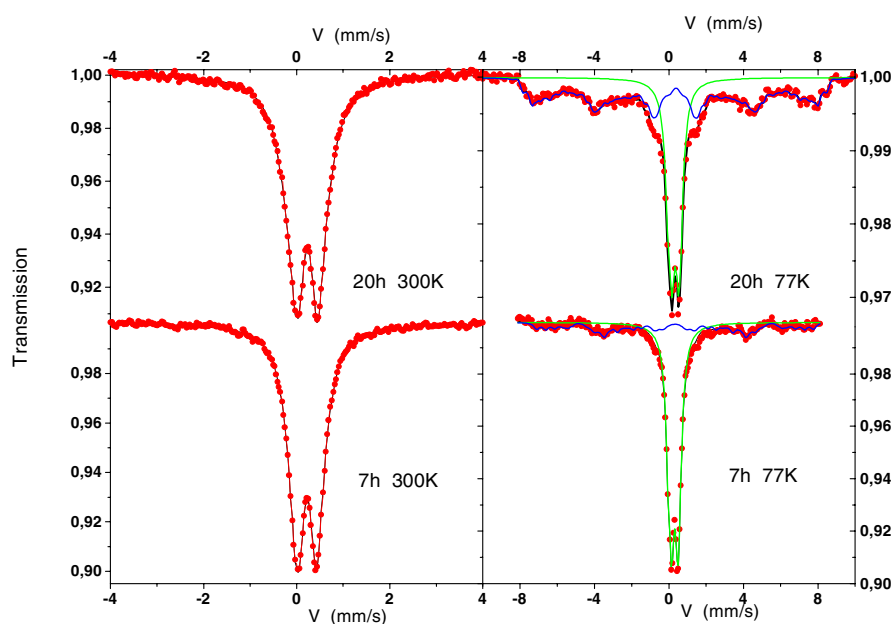 V (mm/s)
V (mm/s)
-4 -2 0 2 4
-8 -4 0 4 8
1,00
0,98
0,96
0,94
0,92
1,00
0,99
0,98
0,97
20h 300K
20h 77K
Transmission
0,98
0,96
0,94
0,92
0,90
0,98
0,96
0,94
0,92
0,90
7h 300K
7h 77K
-4 -2 0 2 4
-8 -4 0 4 8
V (mm/s)
V (mm/s)